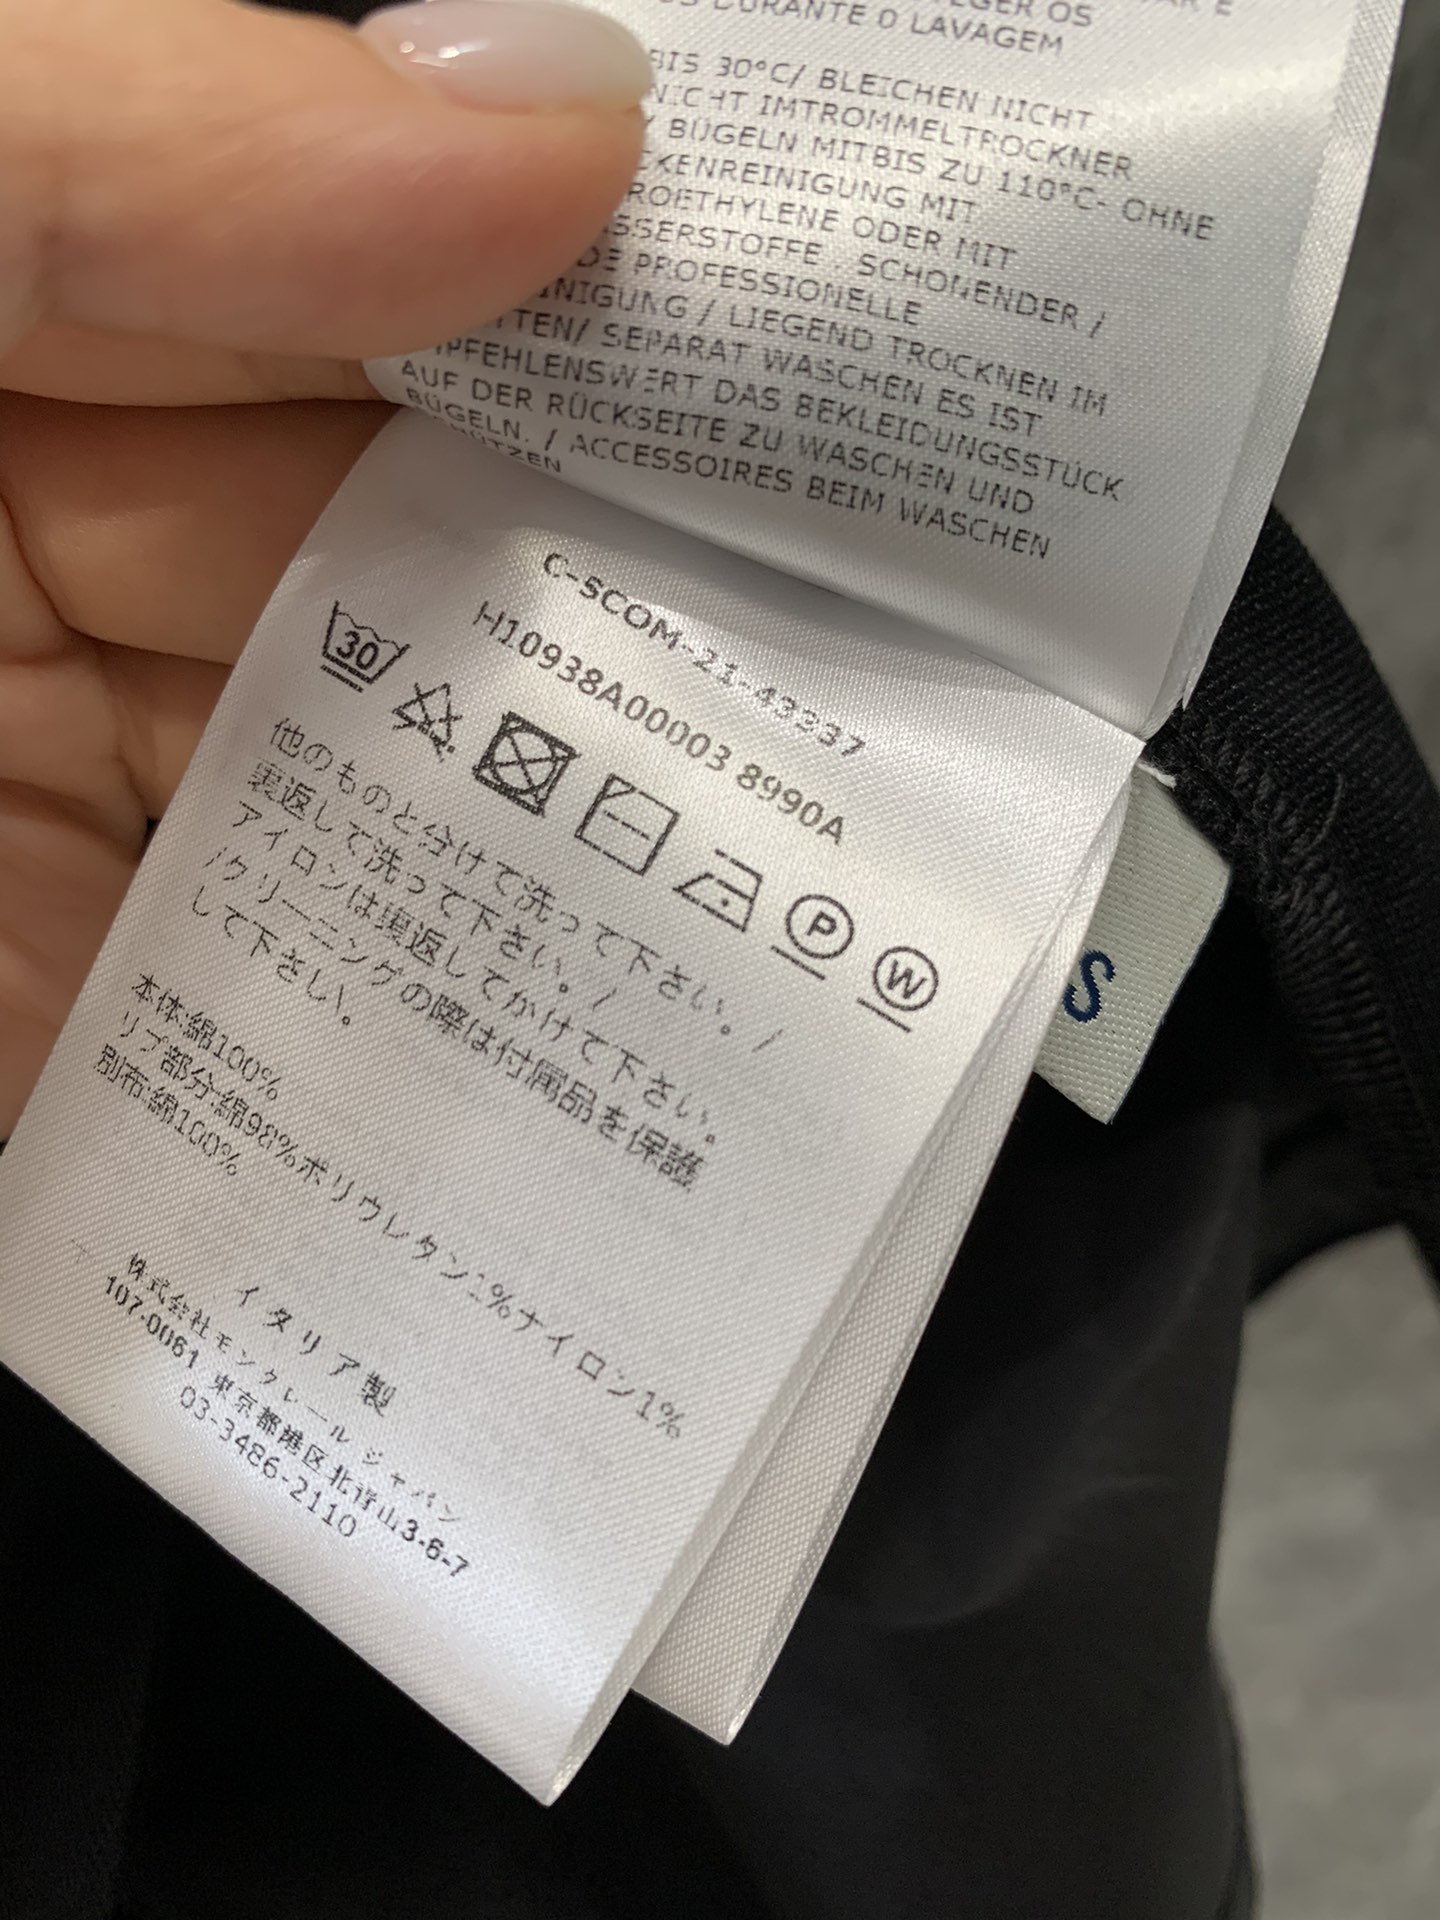 OS DURANTE O LAVAGEM
BIS 30°C/ BLEICHEN NICHT
NICHT IMTROMMELTROCKNER
BÜGELN MITBIS ZU 110°C- OHNE
CKENREINIGUNG MIT
ROETHYLENE ODER MIT
SSERSTOFFE - SCHONENDER /
DE PROFESSIONELLE
INIGUNG / LIEGEND TROCKNEN IM
TTEN/ SEPARAT WASCHEN ES IST
PFEHLENSWERT DAS BEKLEIDUNGSSTÜCK
AUF DER RÜCKSEITE ZU WASCHEN UND
BÜGELN. / ACCESSOIRES BEIM WASCHEN
HÜTZEN
C-SCOM-21-43237
H10938A00003 8990A
30
P
W
他のものと分けて洗って下さい。/
裏返して洗って下さい。/
アイロンは裏返してかけて下さい。
/クリーニングの際は付属品を保護
して下さい。
本体:綿100%
リブ部分:綿98%ポリウレタン1%ナイロン1%
別布:綿100%
イタリア製
株式会社モンクレール ジャパン
107-0061 東京都港区北青山3-6-7
03-3486-2110
S